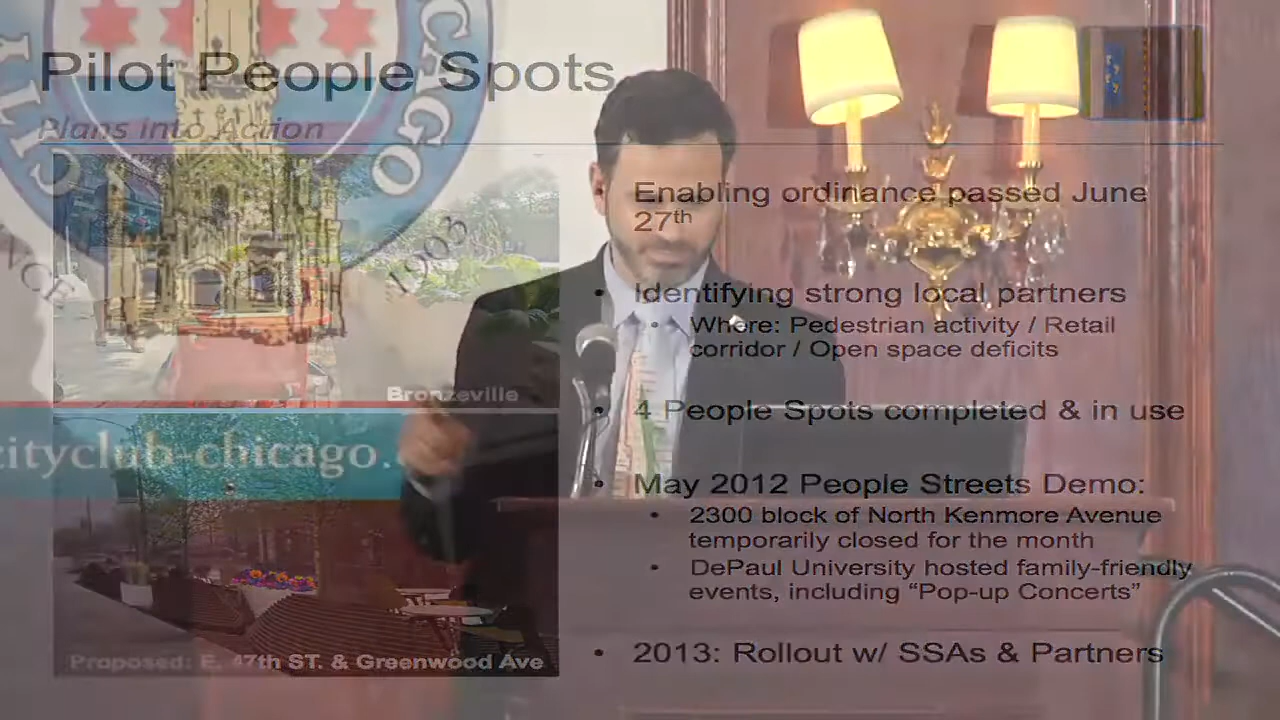 Pilot People Spots
Plans Into Action
CITY
CHICAGO
1903
Enabling ordinance passed June
27th
• Identifying strong local partners
• Where: Pedestrian activity / Retail
corridor / Open space deficits
Bronzeville
• 4 People Spots completed & in use
cityclub-chicago.
• May 2012 People Streets Demo:
• 2300 block of North Kenmore Avenue
temporarily closed for the month
• DePaul University hosted family-friendly
events, including “Pop-up Concerts”
Proposed: E. 47th ST. & Greenwood Ave
• 2013: Rollout w/ SSAs & Partners